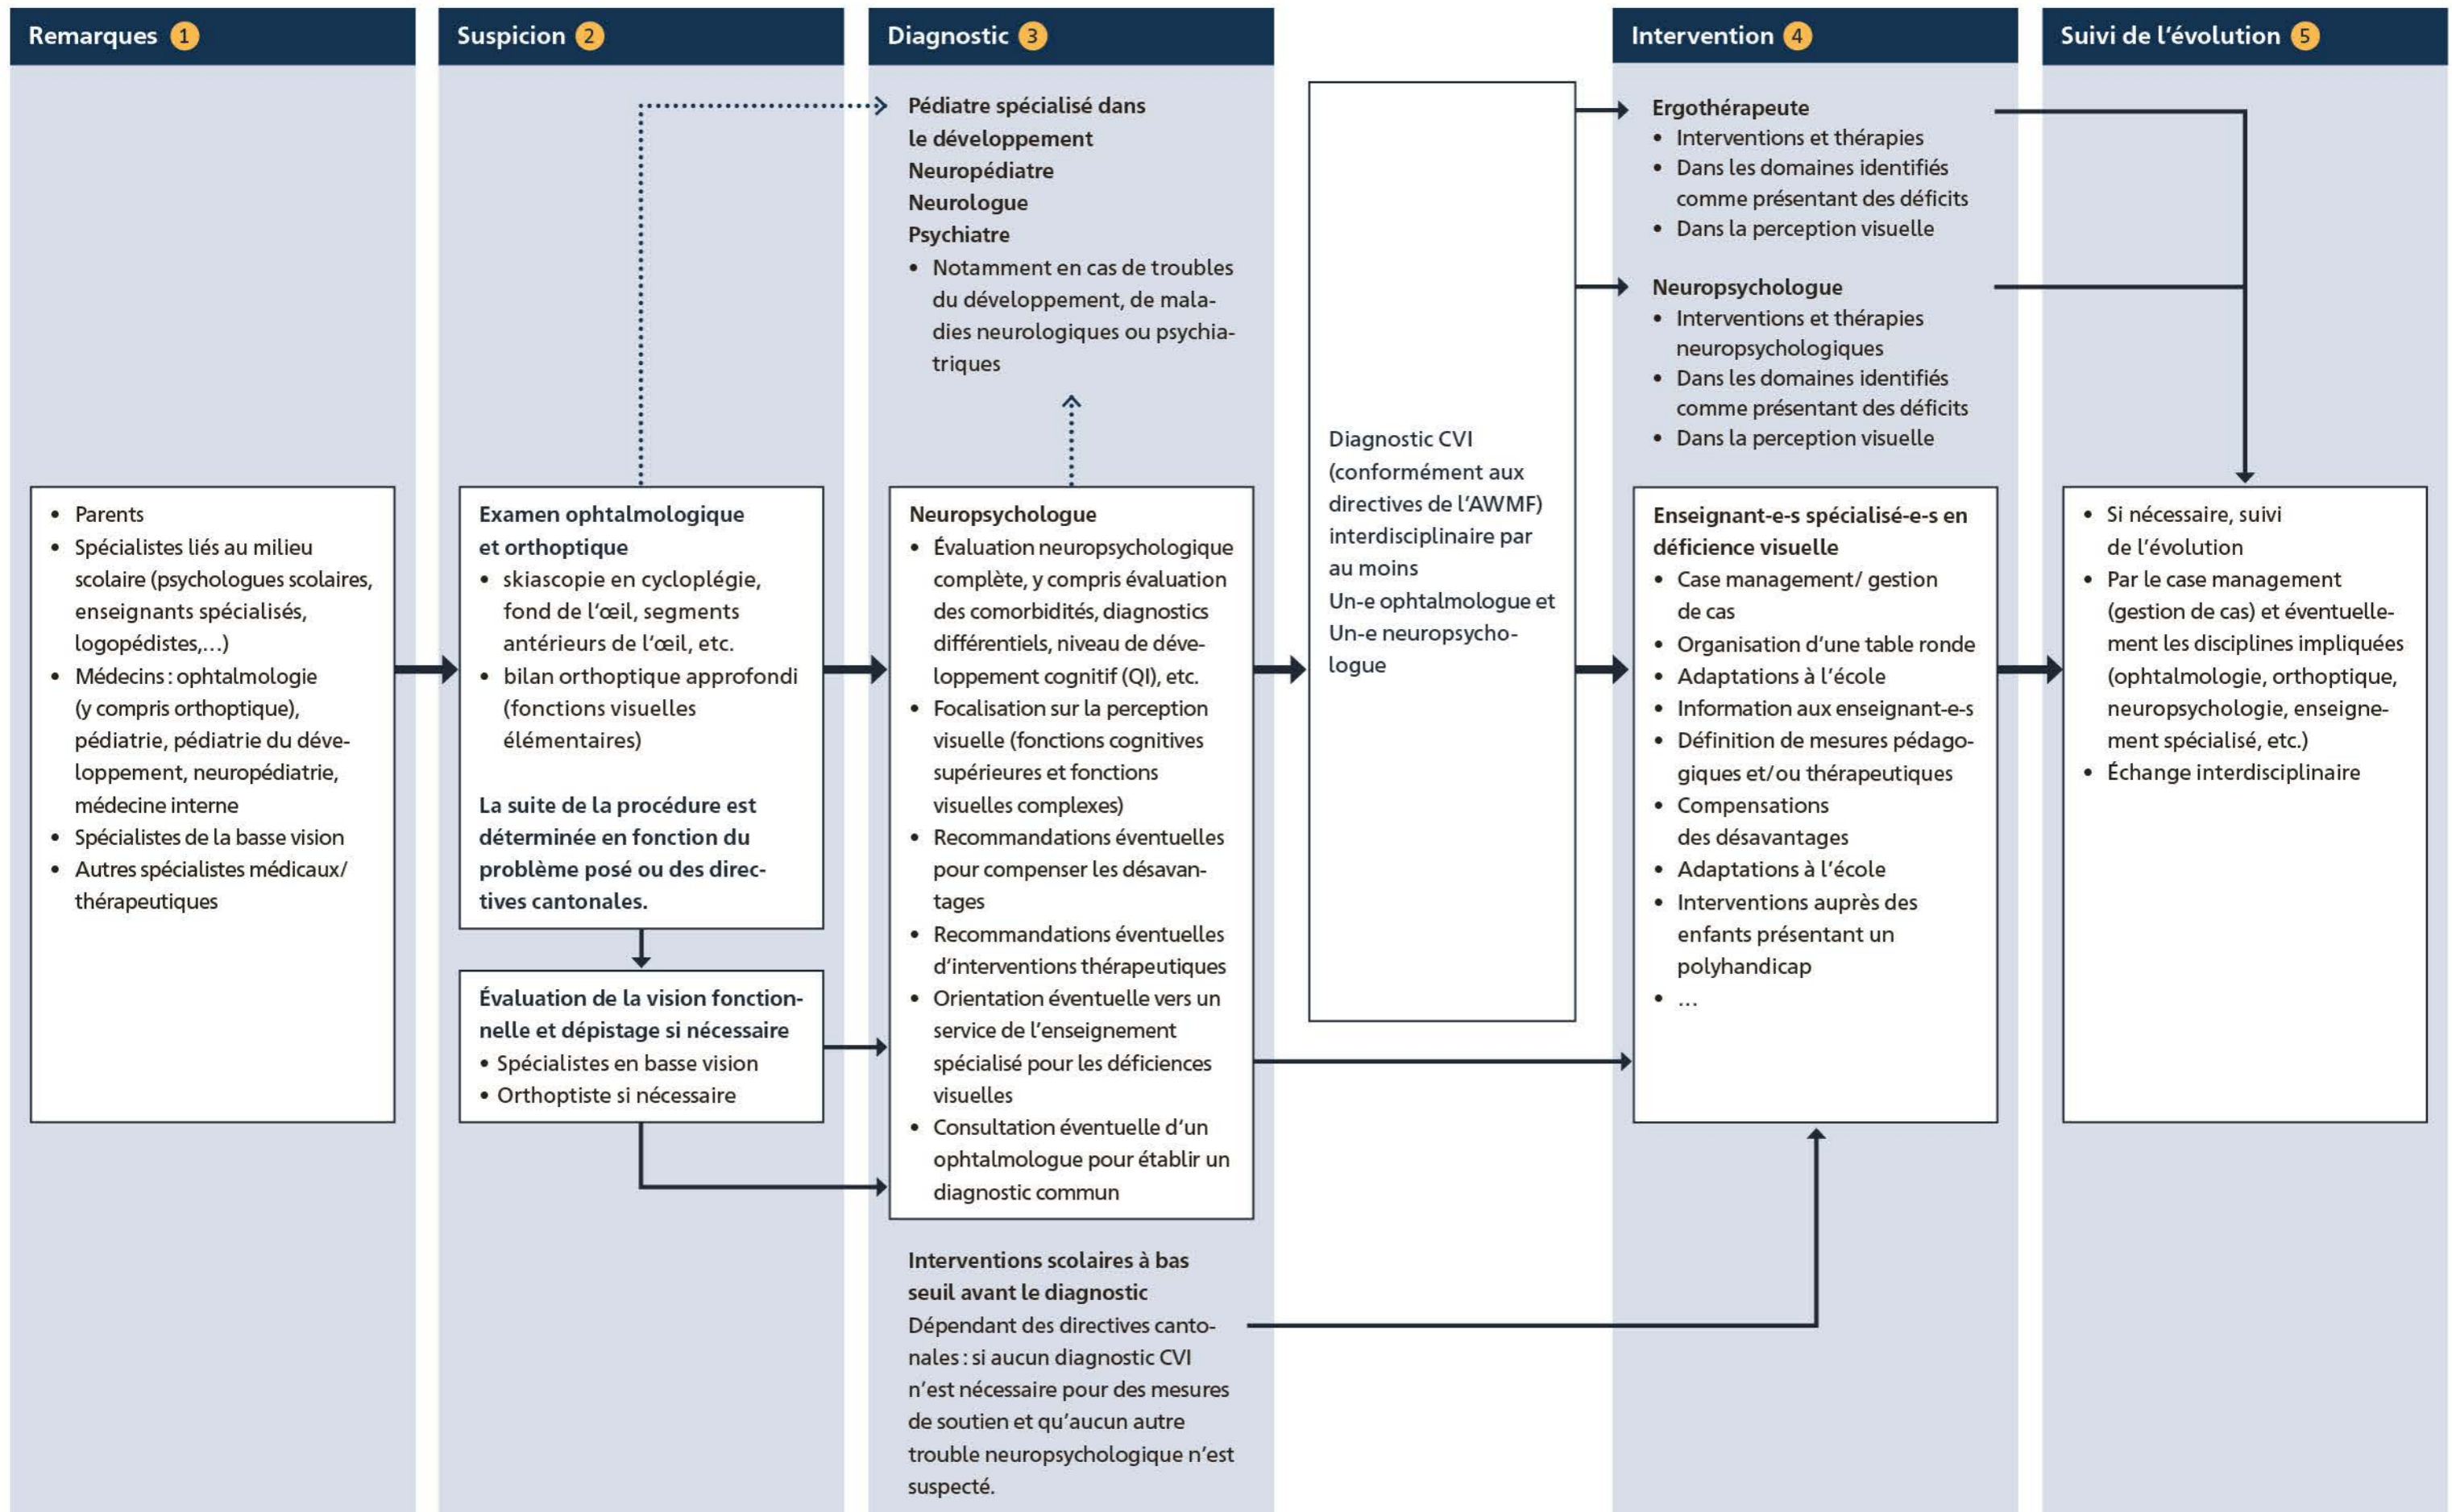 Remarques 1
Suspicion 2
Diagnostic 3
Intervention 4
Suivi de l‘évolution 5
• Parents
• Spécialistes liés au milieu
scolaire (psychologues scolaires,
enseignants spécialisés,
logopédistes,…)
• Médecins : ophtalmologie
(y compris orthoptique),
pédiatrie, pédiatrie du déve-
loppement, neuropédiatrie,
médecine interne
• Spécialistes de la basse vision
• Autres spécialistes médicaux/
thérapeutiques
Examen ophtalmologique
et orthoptique
• skiascopie en cycloplégie,
fond de l‘œil, segments
antérieurs de l‘œil, etc.
• bilan orthoptique approfondi
(fonctions visuelles
élémentaires)
La suite de la procédure est
déterminée en fonction du
problème posé ou des direc-
tives cantonales.
Évaluation de la vision fonction-
nelle et dépistage si nécessaire
• Spécialistes en basse vision
• Orthoptiste si nécessaire
Pédiatre spécialisé dans
le développement
Neuropédiatre
Neurologue
Psychiatre
• Notamment en cas de troubles
du développement, de mala-
dies neurologiques ou psychia-
triques
Neuropsychologue
• Évaluation neuropsychologique
complète, y compris évaluation
des comorbidités, diagnostics
différentiels, niveau de déve-
loppement cognitif (QI), etc.
• Focalisation sur la perception
visuelle (fonctions cognitives
supérieures et fonctions
visuelles complexes)
• Recommandations éventuelles
pour compenser les désavan-
tages
• Recommandations éventuelles
d‘interventions thérapeutiques
• Orientation éventuelle vers un
service de l’enseignement
spécialisé pour les déficiences
visuelles
• Consultation éventuelle d‘un
ophtalmologue pour établir un
diagnostic commun
Interventions scolaires à bas
seuil avant le diagnostic
Dépendant des directives canto-
nales : si aucun diagnostic CVI
n’est nécessaire pour des mesures
de soutien et qu’aucun autre
trouble neuropsychologique n’est
suspecté.
Diagnostic CVI
(conformément aux
directives de l’AWMF)
interdisciplinaire par
au moins
Un-e ophtalmologue et
Un-e neuropsycho-
logue
Ergothérapeute
• Interventions et thérapies
• Dans les domaines identifiés
comme présentant des déficits
• Dans la perception visuelle
Neuropsychologue
• Interventions et thérapies
neuropsychologiques
• Dans les domaines identifiés
comme présentant des déficits
• Dans la perception visuelle
Enseignant-e-s spécialisé-e-s en
déficience visuelle
• Case management/ gestion
de cas
• Organisation d’une table ronde
• Adaptations à l’école
• Information aux enseignant-e-s
• Définition de mesures pédago-
giques et/ou thérapeutiques
• Compensations
des désavantages
• Adaptations à l’école
• Interventions auprès des
enfants présentant un
polyhandicap
• …
• Si nécessaire, suivi
de l’évolution
• Par le case management
(gestion de cas) et éventuelle-
ment les disciplines impliquées
(ophtalmologie, orthoptique,
neuropsychologie, enseigne-
ment spécialisé, etc.)
• Échange interdisciplinaire